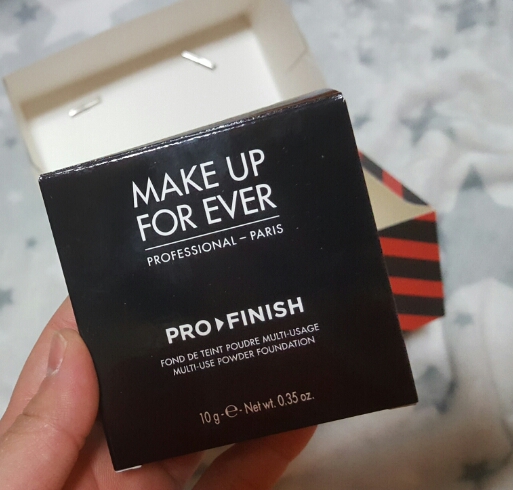 MAKE UP
FOR EVER
PROFESSIONAL – PARIS
PRO▸FINISH
FOND DE TEINT POUDRE MULTI-USAGE
MULTI-USE POWDER FOUNDATION
10 g - ℮ - Net wt. 0.35 oz.